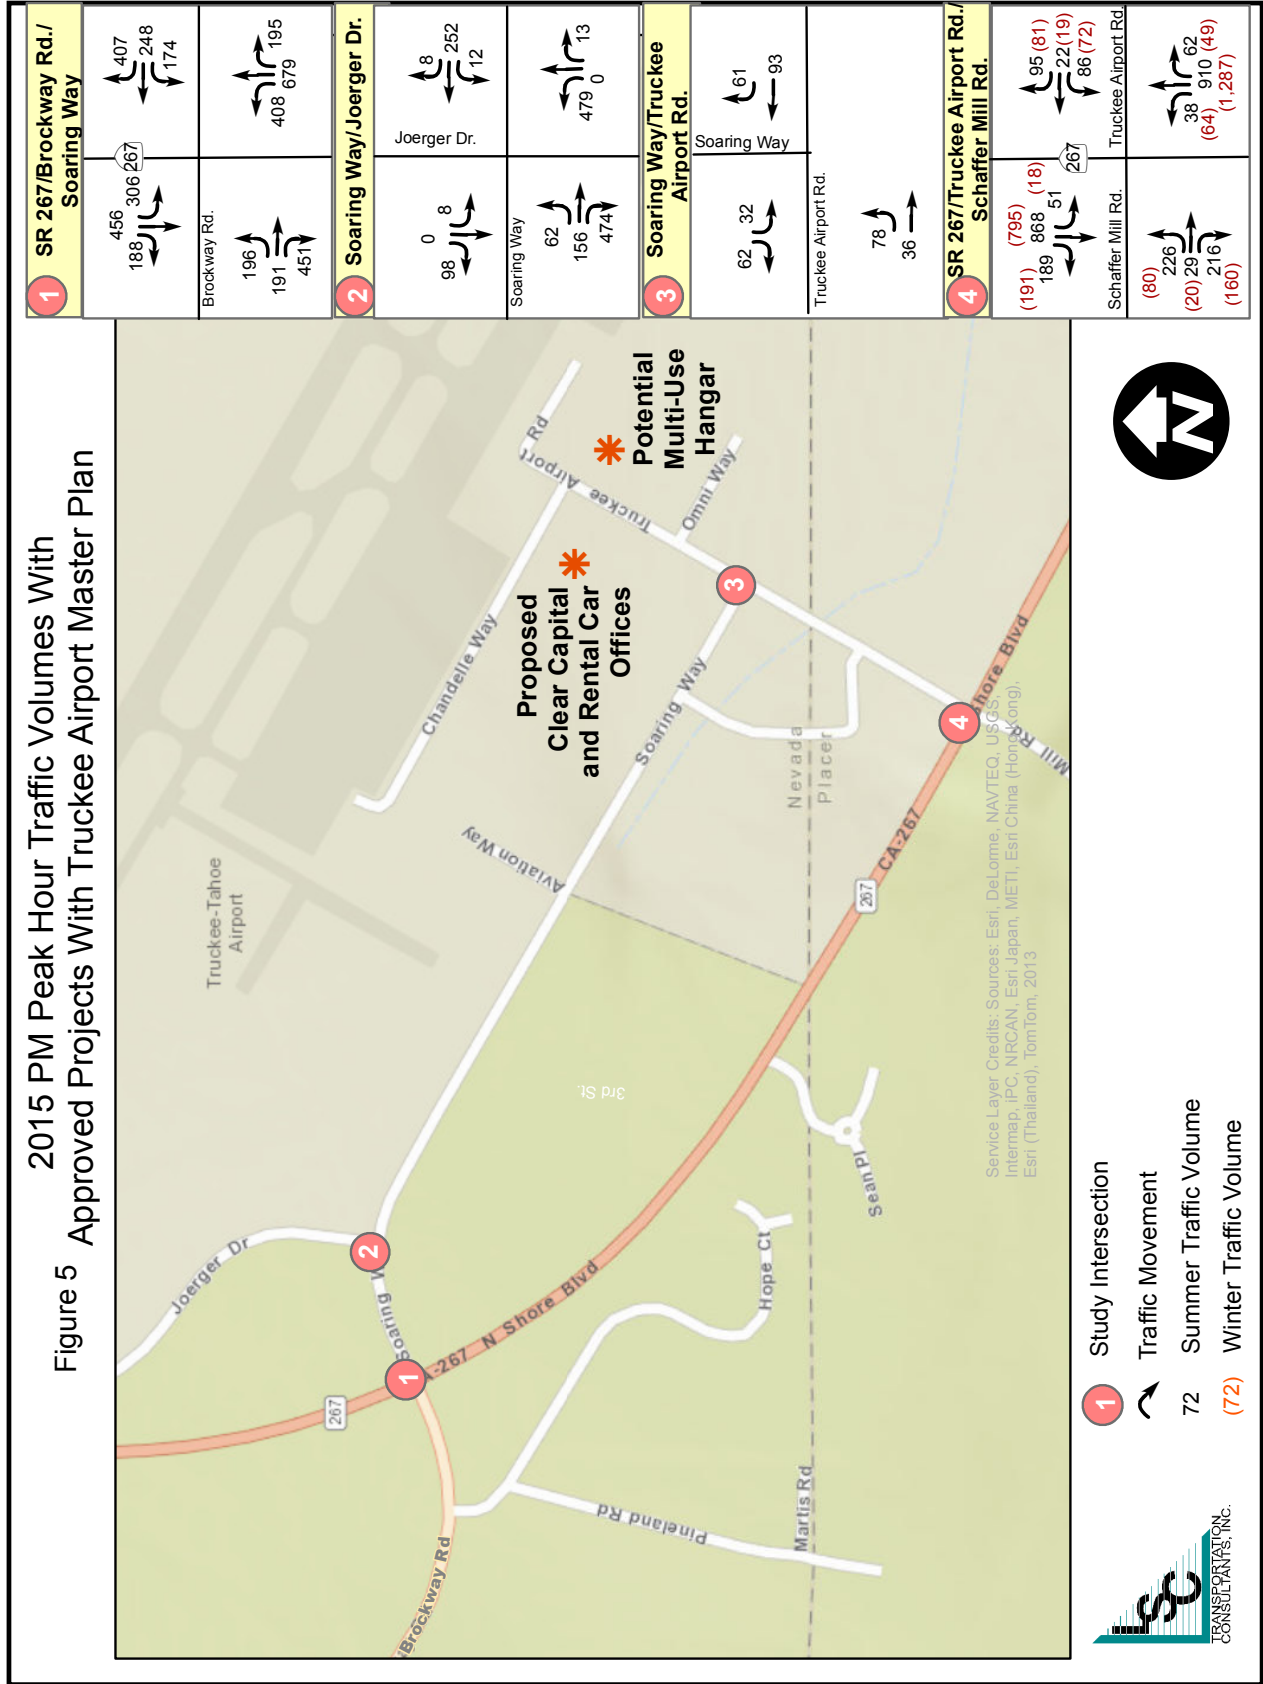 Figure 5
2015 PM Peak Hour Traffic Volumes With
Approved Projects With Truckee Airport Master Plan
Truckee-Tahoe
Airport
Joerger Dr
Chandelle Way
Truckee Airport Rd
Aviation Way
Omni Way
Soaring Way
Soaring W
267
A-267 N Shore Blvd
3rd St.
Proposed
Clear Capital
and Rental Car
Offices
Potential
Multi-Use
Hangar
1
2
3
4
Brockway Rd
Pineland Rd
Martis Rd
Hope Ct
Sean Pl
Nevada
Placer
267
CA-267
Shore Blvd
Mill Rd
Service Layer Credits: Sources: Esri, DeLorme, NAVTEQ, USGS,
Intermap, iPC, NRCAN, Esri Japan, METI, Esri China (Hong Kong),
Esri (Thailand), TomTom, 2013
1 SR 267/Brockway Rd./
Soaring Way
188 456 306
267
407
248
174
Brockway Rd.
196
191
451
408 679 195
2 Soaring Way/Joerger Dr.
98 0 8
Joerger Dr.
8
252
12
Soaring Way
62
156
474
479 0 13
3 Soaring Way/Truckee
Airport Rd.
62 32
Soaring Way
61
93
Truckee Airport Rd.
78
36
4 SR 267/Truckee Airport Rd./
Schaffer Mill Rd.
(191) (795) (18)
189 868 51
267
95 (81)
22 (19)
86 (72)
Schaffer Mill Rd.
Truckee Airport Rd.
(80)
226
(20) 29
216
(160)
38 910 62
(64) (1,287) (49)
1 Study Intersection
Traffic Movement
72 Summer Traffic Volume
(72) Winter Traffic Volume
N
LSC
TRANSPORTATION
CONSULTANTS, INC.